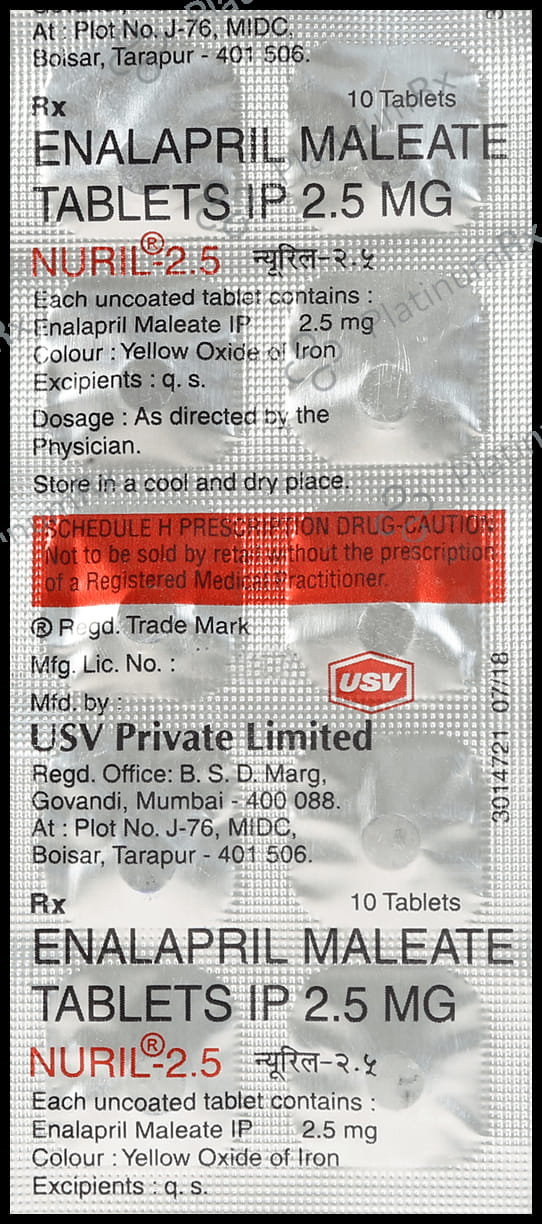 At : Plot No. J-76, MIDC,
Boisar, Tarapur - 401 506.
Rx 10 Tablets
ENALAPRIL MALEATE
TABLETS IP 2.5 MG
NURIL®-2.5 न्यूरिल-२.५
Each uncoated tablet contains :
Enalapril Maleate IP 2.5 mg
Colour : Yellow Oxide of Iron
Excipients : q. s.
Dosage : As directed by the
Physician.
Store in a cool and dry place.
SCHEDULE H PRESCRIPTION DRUG-CAUTION
Not to be sold by retail without the prescription
of a Registered Medical Practitioner.
® Regd. Trade Mark
Mfg. Lic. No. :
USV
Mfd. by :
USV Private Limited
Regd. Office: B. S. D. Marg,
Govandi, Mumbai - 400 088.
At : Plot No. J-76, MIDC,
Boisar, Tarapur - 401 506.
3014721 07/18
Rx 10 Tablets
ENALAPRIL MALEATE
TABLETS IP 2.5 MG
NURIL®-2.5 न्यूरिल-२.५
Each uncoated tablet contains :
Enalapril Maleate IP 2.5 mg
Colour : Yellow Oxide of Iron
Excipients : q. s.
PlatinumRx